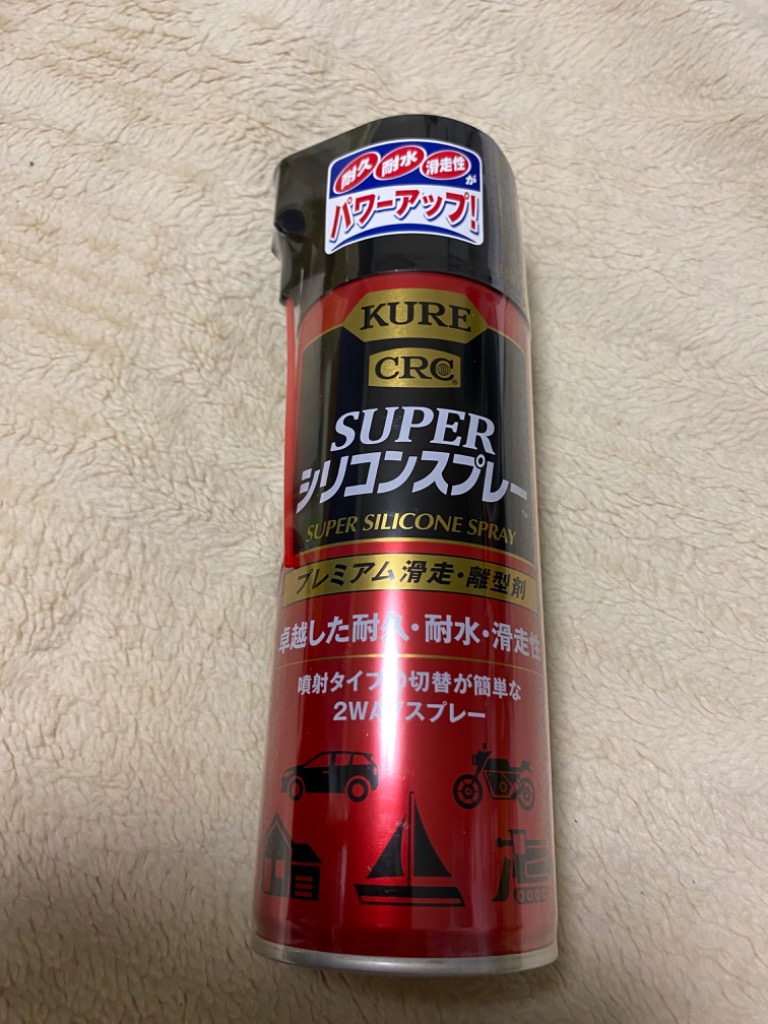 耐久 耐水 滑走性が
パワーアップ!
KURE
CRC®
SUPER
シリコンスプレー
™
SUPER SILICONE SPRAY
プレミアム滑走・離型剤
卓越した耐久・耐水・滑走性
噴射タイプの切替が簡単な
2WAYスプレー